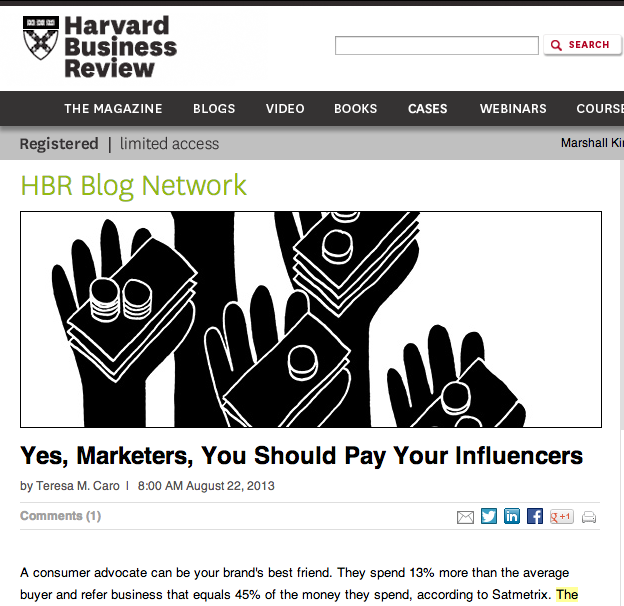 Harvard
Business
Review
SEARCH
THE MAGAZINE BLOGS VIDEO BOOKS CASES WEBINARS COURSE
Registered | limited access Marshall Ki
HBR Blog Network
Yes, Marketers, You Should Pay Your Influencers
by Teresa M. Caro | 8:00 AM August 22, 2013
Comments (1)
g +1
A consumer advocate can be your brand's best friend. They spend 13% more than the average
buyer and refer business that equals 45% of the money they spend, according to Satmetrix. The